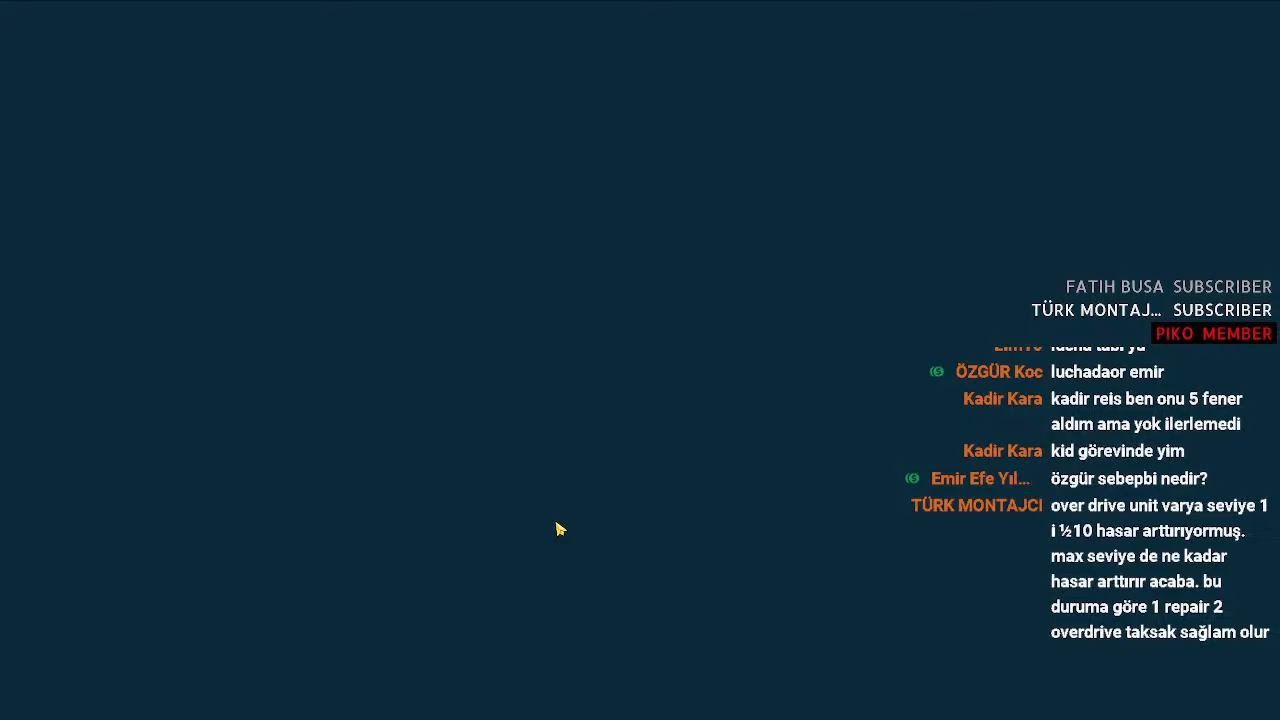 FATIH BUSA SUBSCRIBER
TÜRK MONTAJ... SUBSCRIBER
PIKO MEMBER
ÖZGÜR Koc luchadaor emir
Kadir Kara kadir reis ben onu 5 fener
aldım ama yok ilerlemedi
Kadir Kara kid görevinde yim
Emir Efe Yıl... özgür sebepbi nedir?
TÜRK MONTAJCI over drive unit varya seviye 1
i ½10 hasar arttırıyormuş.
max seviye de ne kadar
hasar arttırır acaba. bu
duruma göre 1 repair 2
overdrive taksak sağlam olur